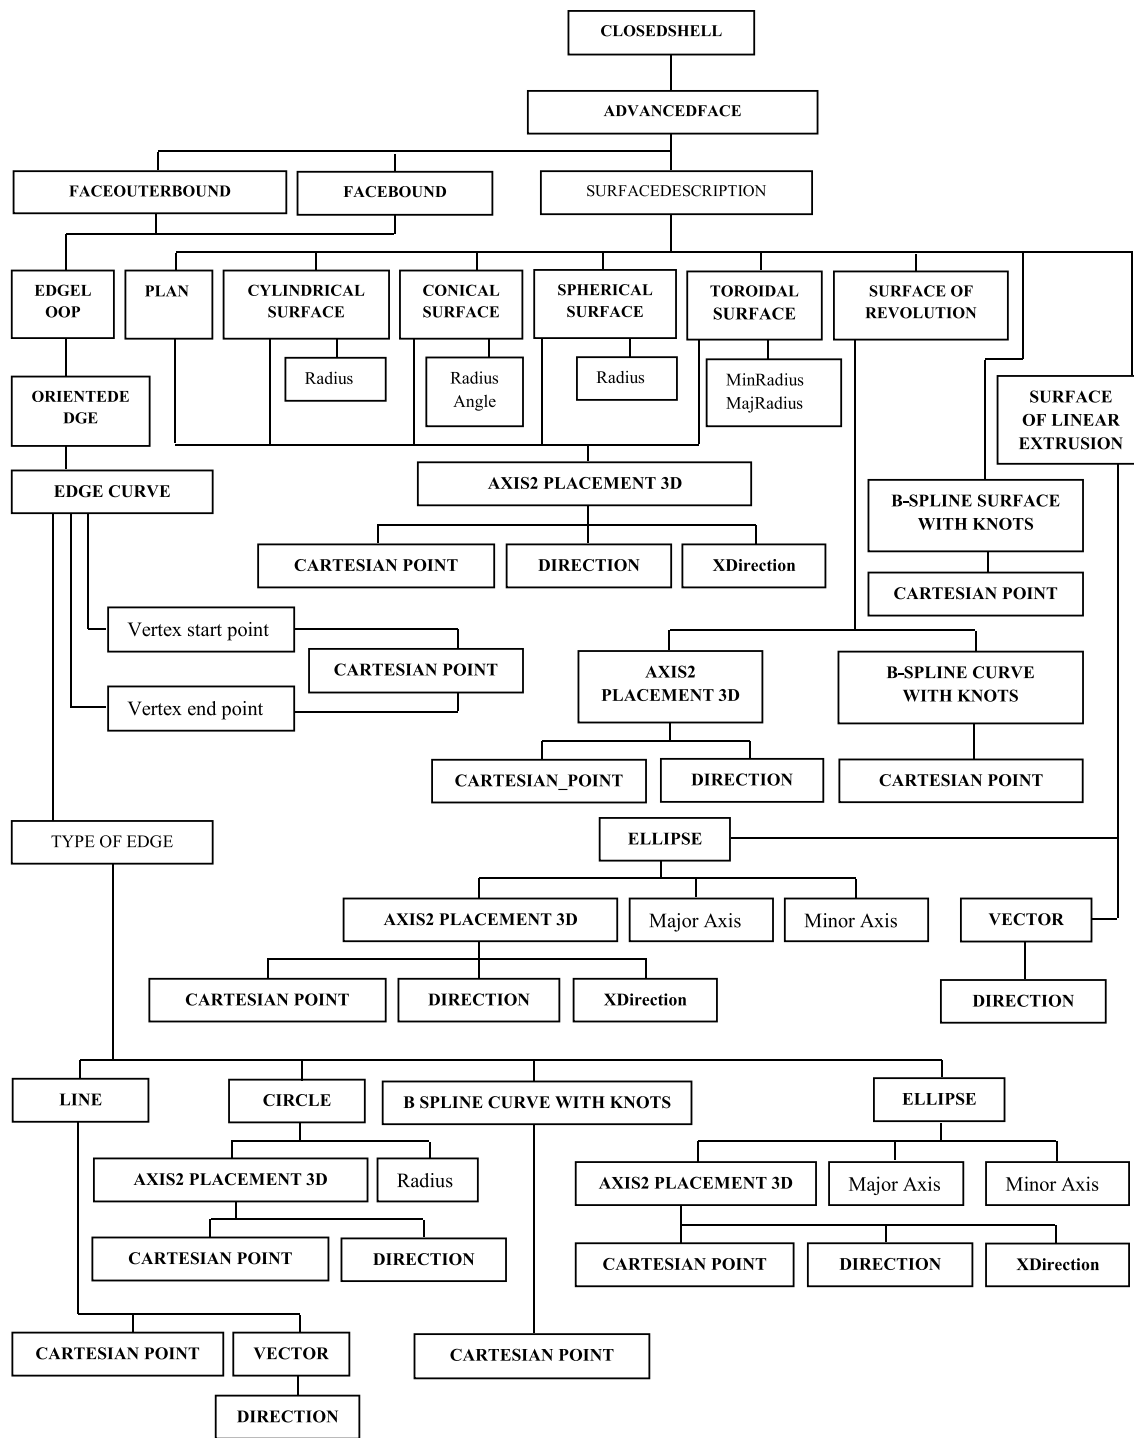 CLOSEDSHELL
ADVANCEDFACE
FACEOUTERBOUND
FACEBOUND
SURFACEDESCRIPTION
EDGEL
OOP
PLAN
CYLINDRICAL
SURFACE
CONICAL
SURFACE
SPHERICAL
SURFACE
TOROIDAL
SURFACE
SURFACE OF
REVOLUTION
Radius
Radius
Angle
Radius
MinRadius
MajRadius
ORIENTEDE
DGE
SURFACE
OF LINEAR
EXTRUSION
EDGE CURVE
AXIS2 PLACEMENT 3D
B-SPLINE SURFACE
WITH KNOTS
CARTESIAN POINT
DIRECTION
XDirection
CARTESIAN POINT
Vertex start point
CARTESIAN POINT
Vertex end point
AXIS2
PLACEMENT 3D
B-SPLINE CURVE
WITH KNOTS
CARTESIAN_POINT
DIRECTION
CARTESIAN POINT
TYPE OF EDGE
ELLIPSE
AXIS2 PLACEMENT 3D
Major Axis
Minor Axis
VECTOR
CARTESIAN POINT
DIRECTION
XDirection
DIRECTION
LINE
CIRCLE
B SPLINE CURVE WITH KNOTS
ELLIPSE
AXIS2 PLACEMENT 3D
Radius
AXIS2 PLACEMENT 3D
Major Axis
Minor Axis
CARTESIAN POINT
DIRECTION
CARTESIAN POINT
DIRECTION
XDirection
CARTESIAN POINT
VECTOR
CARTESIAN POINT
DIRECTION